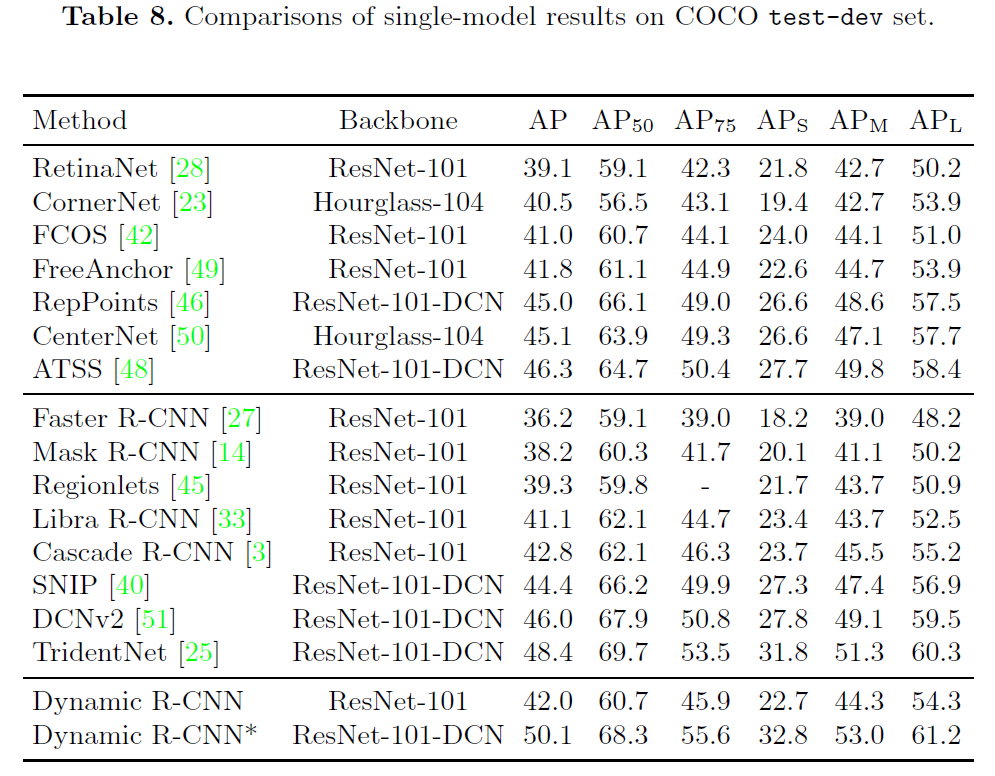 Table 8. Comparisons of single-model results on COCO test-dev set.
Method Backbone AP AP50 AP75 APS APM APL
RetinaNet [28] ResNet-101 39.1 59.1 42.3 21.8 42.7 50.2
CornerNet [23] Hourglass-104 40.5 56.5 43.1 19.4 42.7 53.9
FCOS [42] ResNet-101 41.0 60.7 44.1 24.0 44.1 51.0
FreeAnchor [49] ResNet-101 41.8 61.1 44.9 22.6 44.7 53.9
RepPoints [46] ResNet-101-DCN 45.0 66.1 49.0 26.6 48.6 57.5
CenterNet [50] Hourglass-104 45.1 63.9 49.3 26.6 47.1 57.7
ATSS [48] ResNet-101-DCN 46.3 64.7 50.4 27.7 49.8 58.4
Faster R-CNN [27] ResNet-101 36.2 59.1 39.0 18.2 39.0 48.2
Mask R-CNN [14] ResNet-101 38.2 60.3 41.7 20.1 41.1 50.2
Regionlets [45] ResNet-101 39.3 59.8 - 21.7 43.7 50.9
Libra R-CNN [33] ResNet-101 41.1 62.1 44.7 23.4 43.7 52.5
Cascade R-CNN [3] ResNet-101 42.8 62.1 46.3 23.7 45.5 55.2
SNIP [40] ResNet-101-DCN 44.4 66.2 49.9 27.3 47.4 56.9
DCNv2 [51] ResNet-101-DCN 46.0 67.9 50.8 27.8 49.1 59.5
TridentNet [25] ResNet-101-DCN 48.4 69.7 53.5 31.8 51.3 60.3
Dynamic R-CNN ResNet-101 42.0 60.7 45.9 22.7 44.3 54.3
Dynamic R-CNN* ResNet-101-DCN 50.1 68.3 55.6 32.8 53.0 61.2